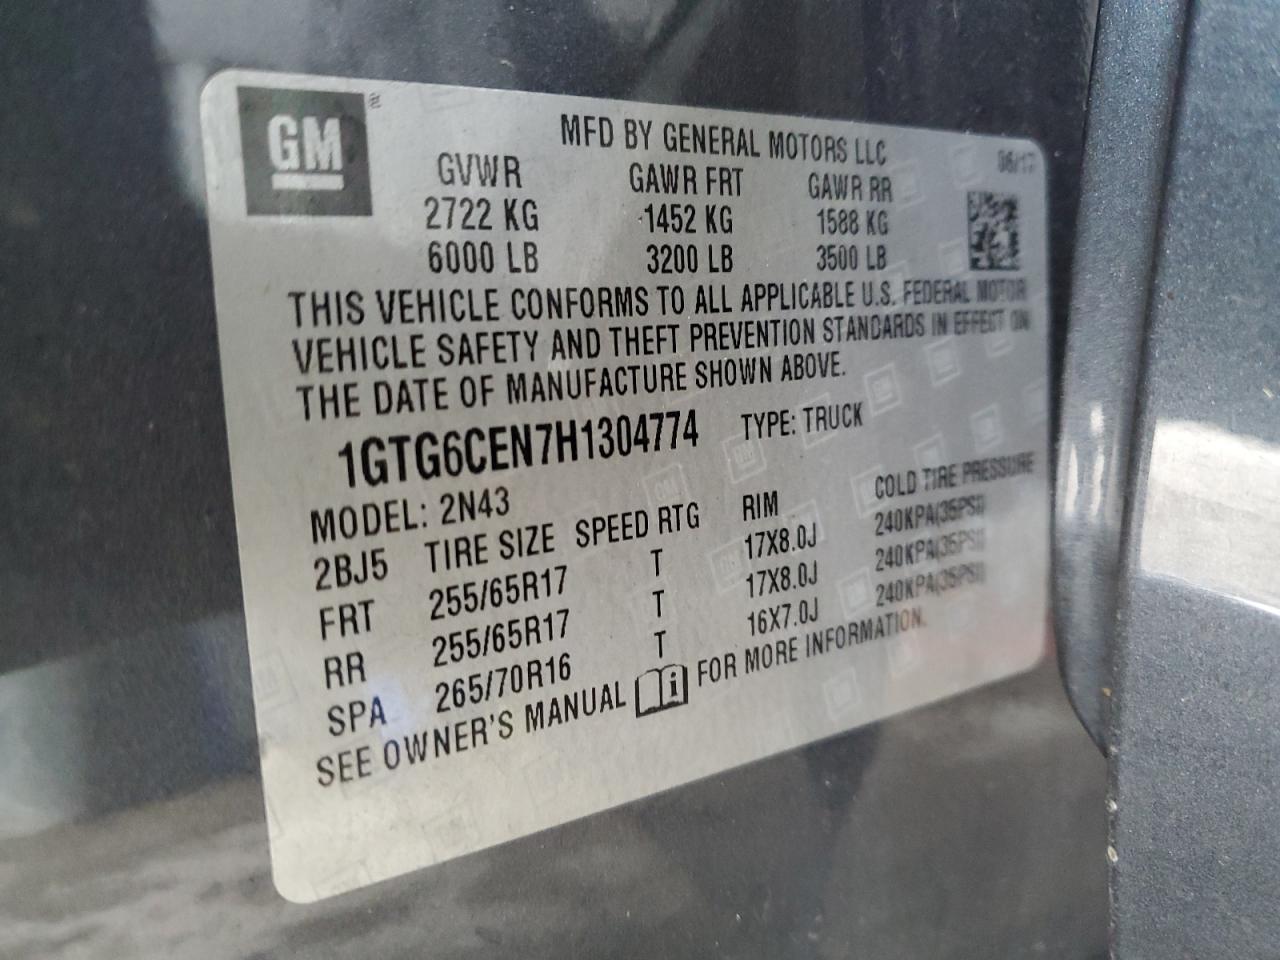 GM
MFD BY GENERAL MOTORS LLC
06/17
GVWR GAWR FRT GAWR RR
2722 KG 1452 KG 1588 KG
6000 LB 3200 LB 3500 LB
THIS VEHICLE CONFORMS TO ALL APPLICABLE U.S. FEDERAL MOTOR
VEHICLE SAFETY AND THEFT PREVENTION STANDARDS IN EFFECT ON
THE DATE OF MANUFACTURE SHOWN ABOVE.
1GTG6CEN7H1304774 TYPE: TRUCK
MODEL: 2N43
2BJ5 TIRE SIZE SPEED RTG RIM COLD TIRE PRESSURE
FRT 255/65R17 T 17X8.0J 240KPA(35PSI)
RR 255/65R17 T 17X8.0J 240KPA(35PSI)
SPA 265/70R16 T 16X7.0J 240KPA(35PSI)
SEE OWNER'S MANUAL i FOR MORE INFORMATION.